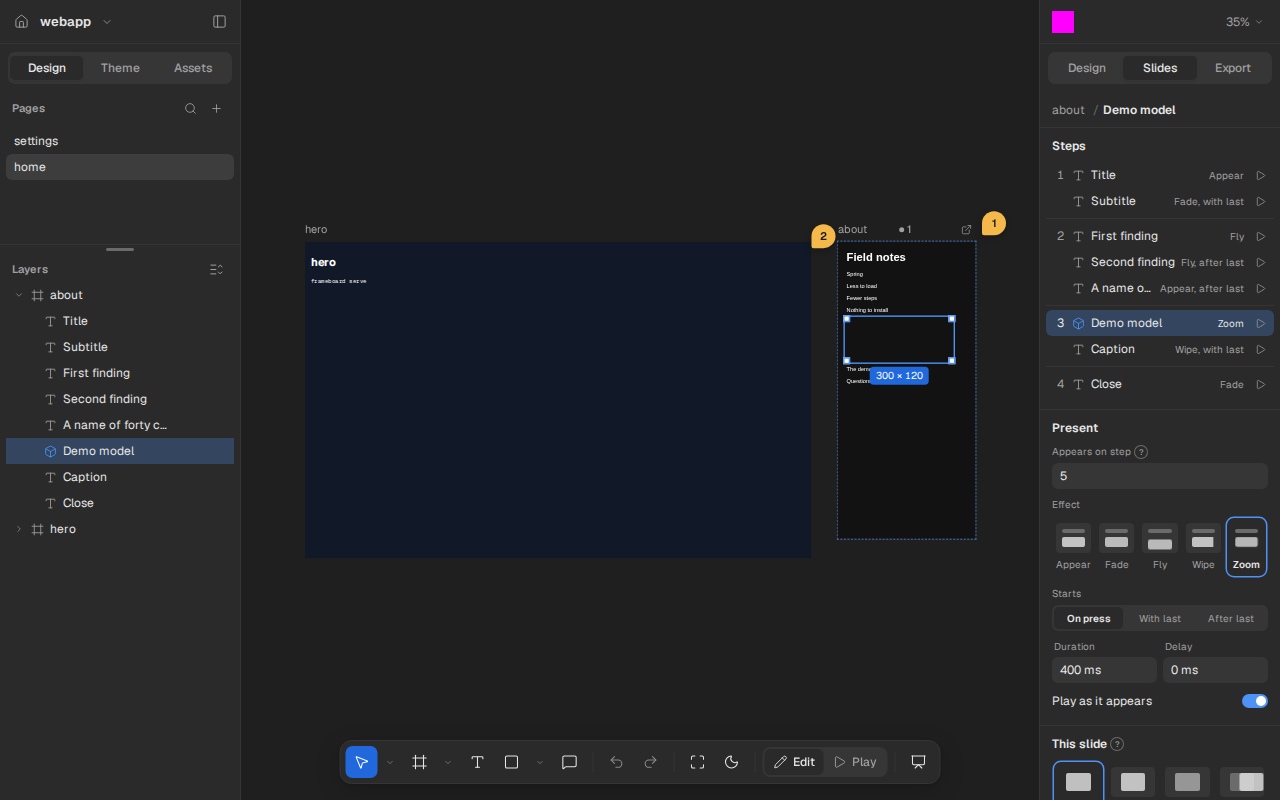 webapp
35%
Design Theme Assets
Design Slides Export
Pages
settings
home
Layers
about
Title
Subtitle
First finding
Second finding
A name of forty c...
Demo model
Caption
Close
hero
hero
hero
frameboard serve
2
about
1
1
Field notes
Spring
Less to load
Fewer steps
Nothing to install
300 × 120
about / Demo model
Steps
1 Title Appear
Subtitle Fade, with last
2 First finding Fly
Second finding Fly, after last
A name o... Appear, after last
3 Demo model Zoom
Caption Wipe, with last
4 Close Fade
Present
Appears on step ?
5
Effect
Appear Fade Fly Wipe Zoom
Starts
On press With last After last
Duration Delay
400 ms 0 ms
Play as it appears
This slide ?
Edit Play